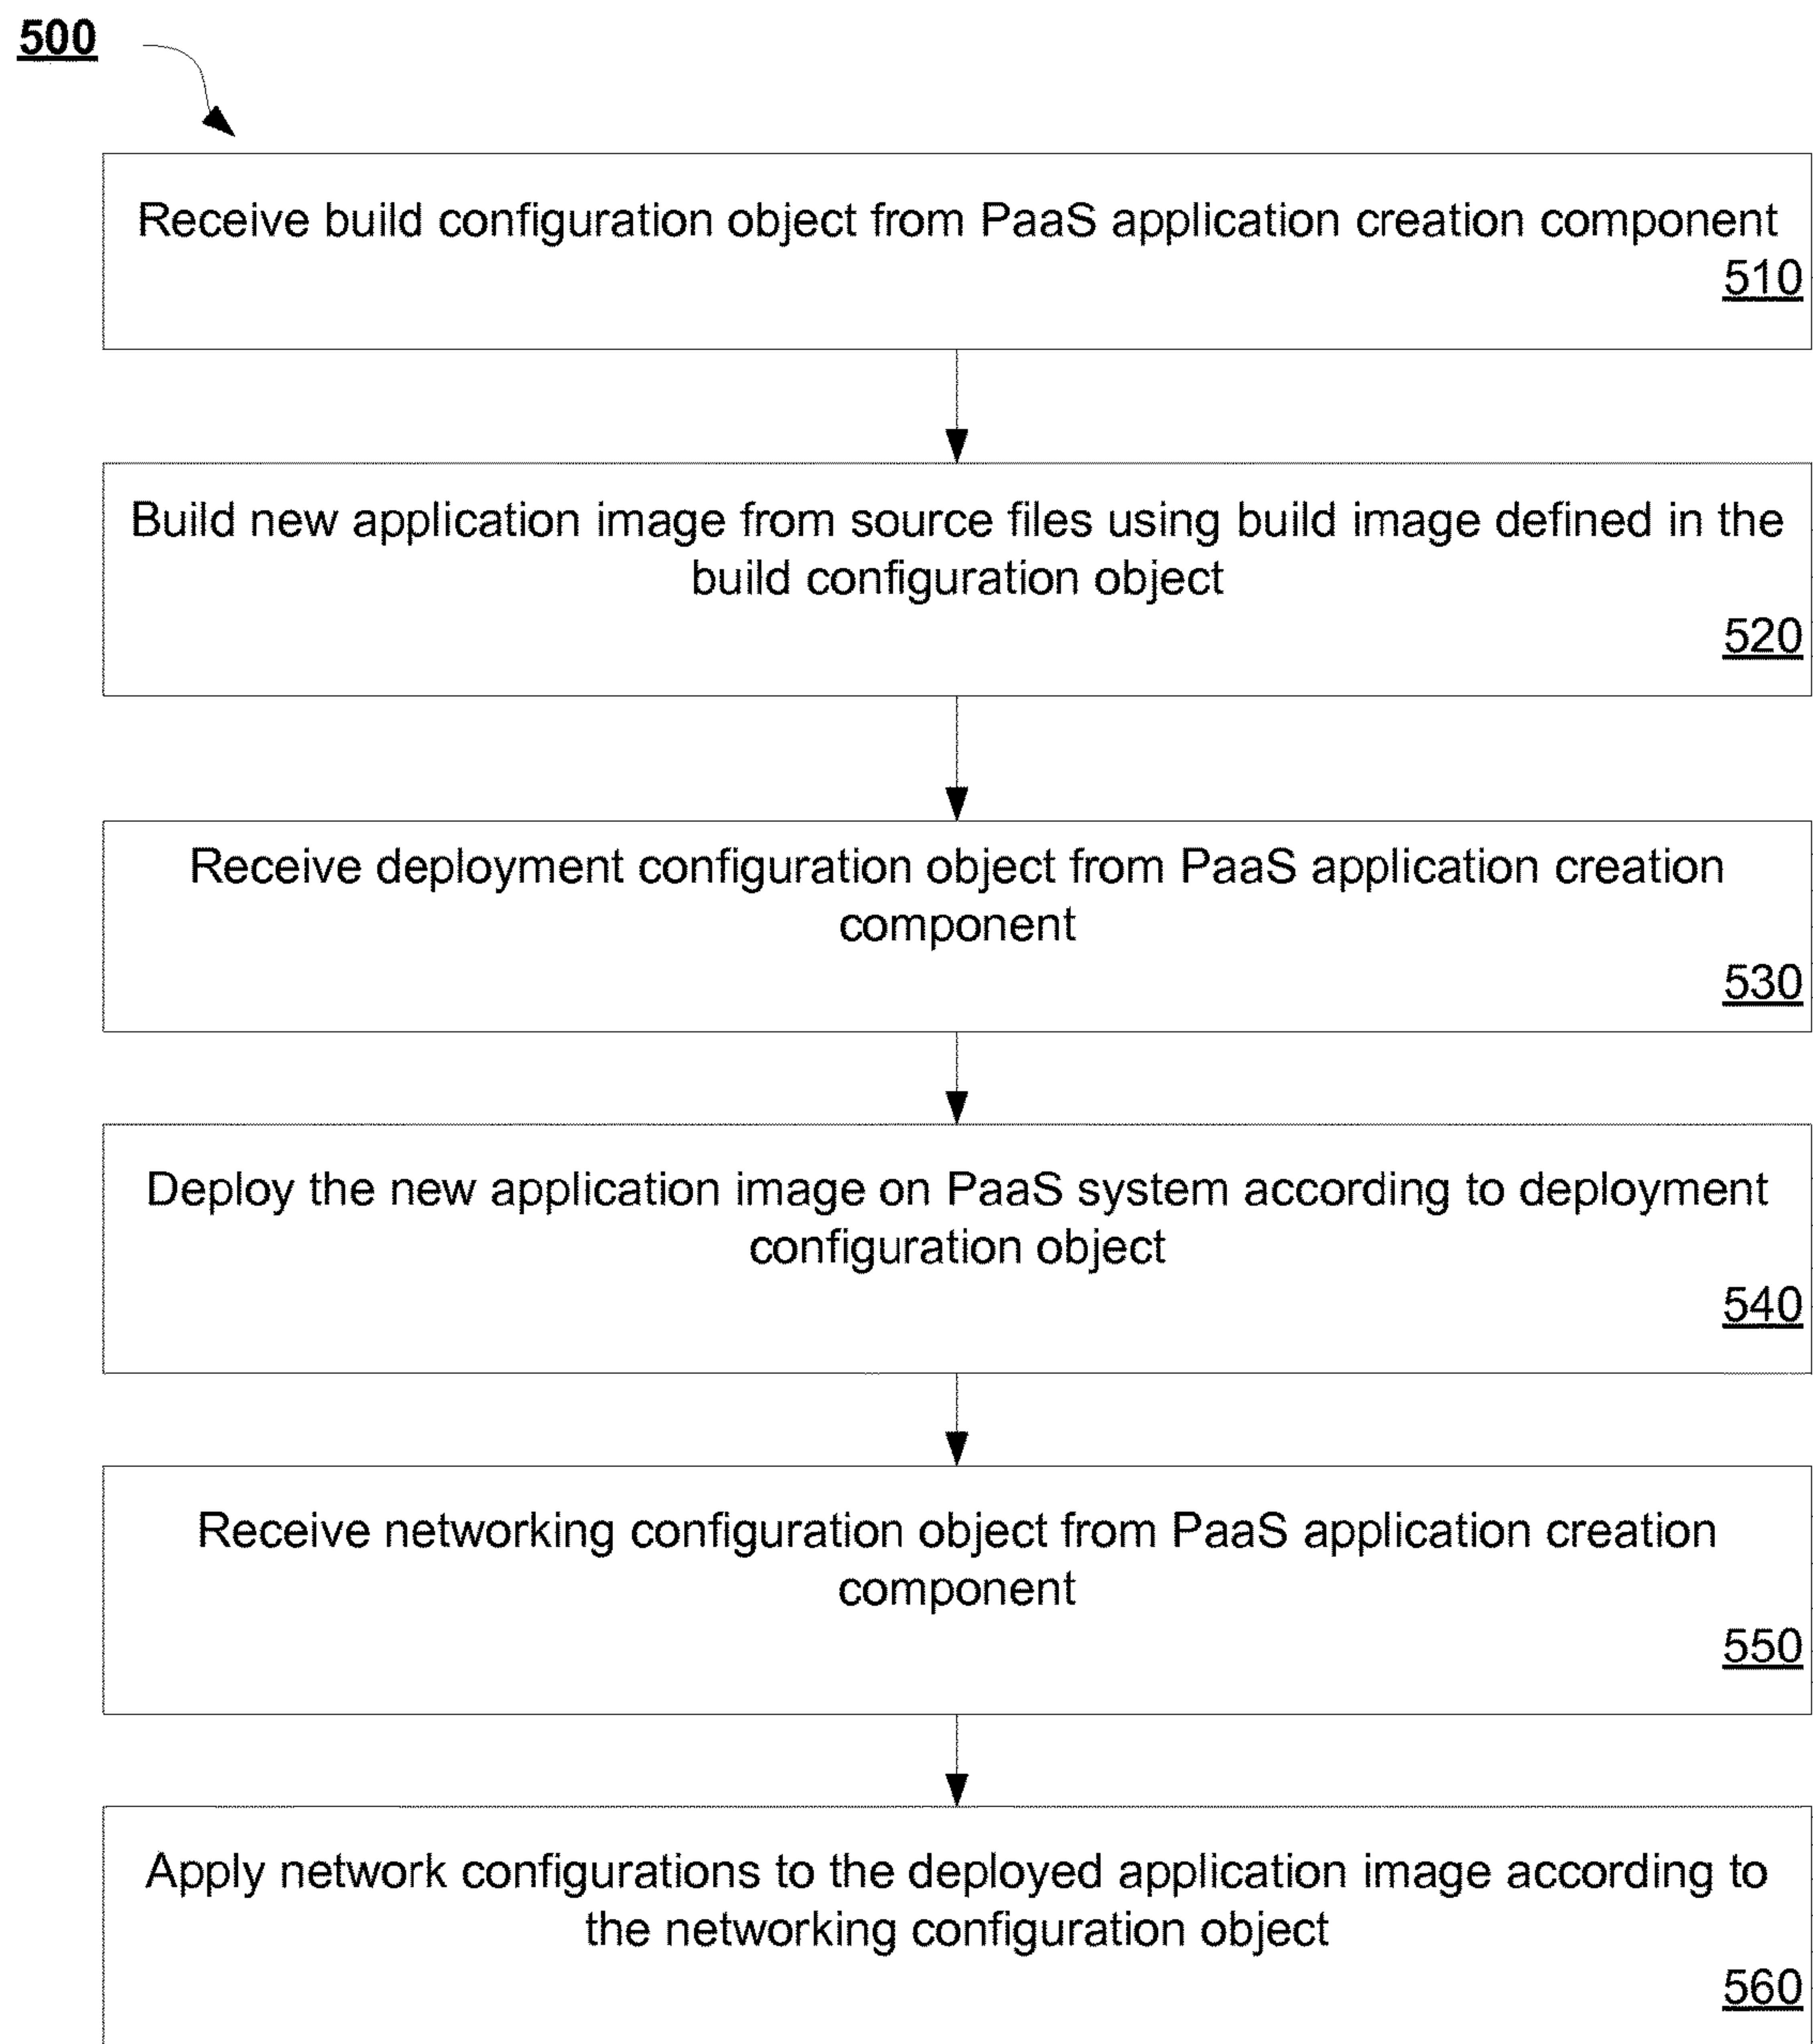 500
Receive build configuration object from PaaS application creation component
510
Build new application image from source files using build image defined in the
build configuration object
520
Receive deployment configuration object from PaaS application creation
component
530
Deploy the new application image on PaaS system according to deployment
configuration object
540
Receive networking configuration object from PaaS application creation
component
550
Apply network configurations to the deployed application image according to
the networking configuration object
560